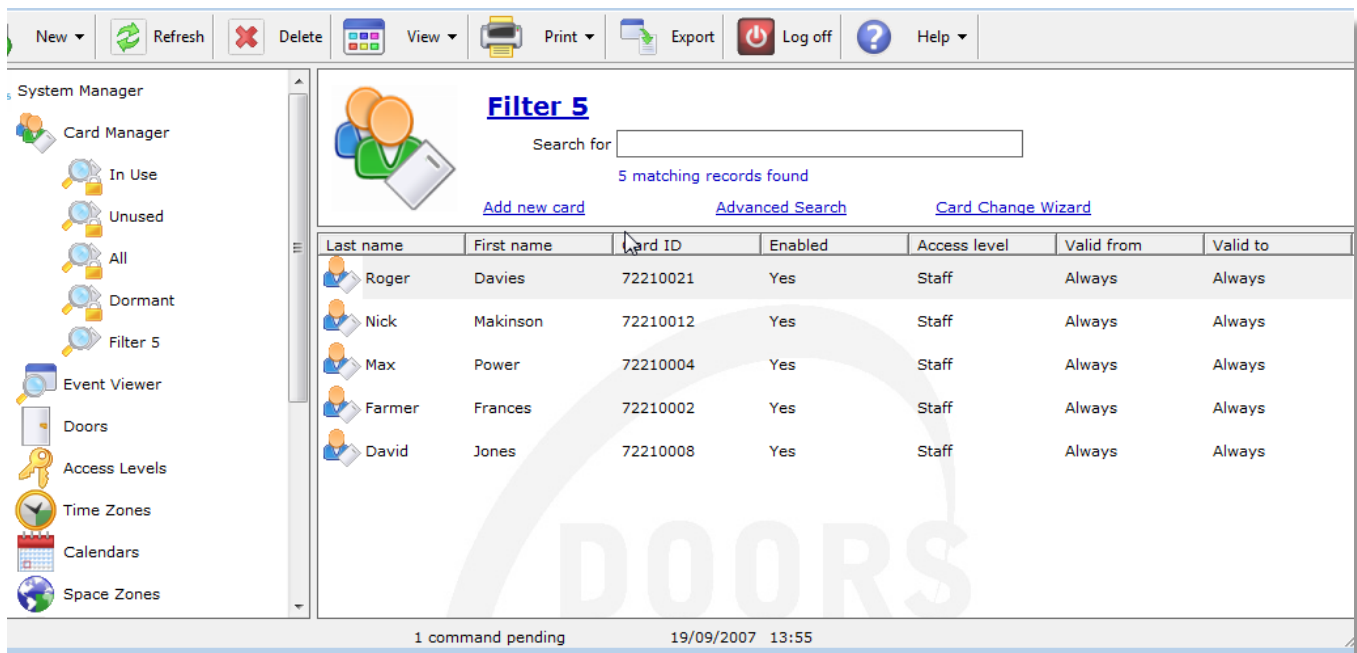 New Refresh Delete View Print Export Log off Help
System Manager
Card Manager
In Use
Unused
All
Dormant
Filter 5
Event Viewer
Doors
Access Levels
Time Zones
Calendars
Space Zones
Filter 5
Search for
5 matching records found
Add new card Advanced Search Card Change Wizard
Last name First name Card ID Enabled Access level Valid from Valid to
Roger Davies 72210021 Yes Staff Always Always
Nick Makinson 72210012 Yes Staff Always Always
Max Power 72210004 Yes Staff Always Always
Farmer Frances 72210002 Yes Staff Always Always
David Jones 72210008 Yes Staff Always Always
DOORS
1 command pending 19/09/2007 13:55